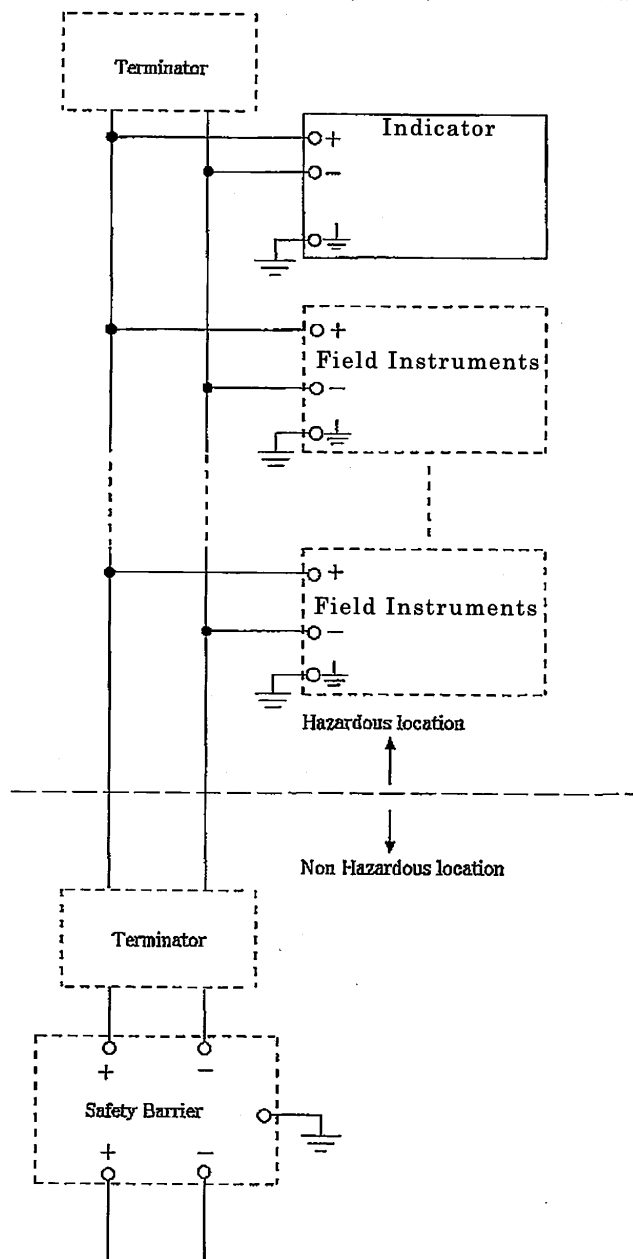 Terminator
Indicator
+
−
+
Field Instruments
−
+
Field Instruments
−
Hazardous location
Non Hazardous location
Terminator
+ −
Safety Barrier
+ −